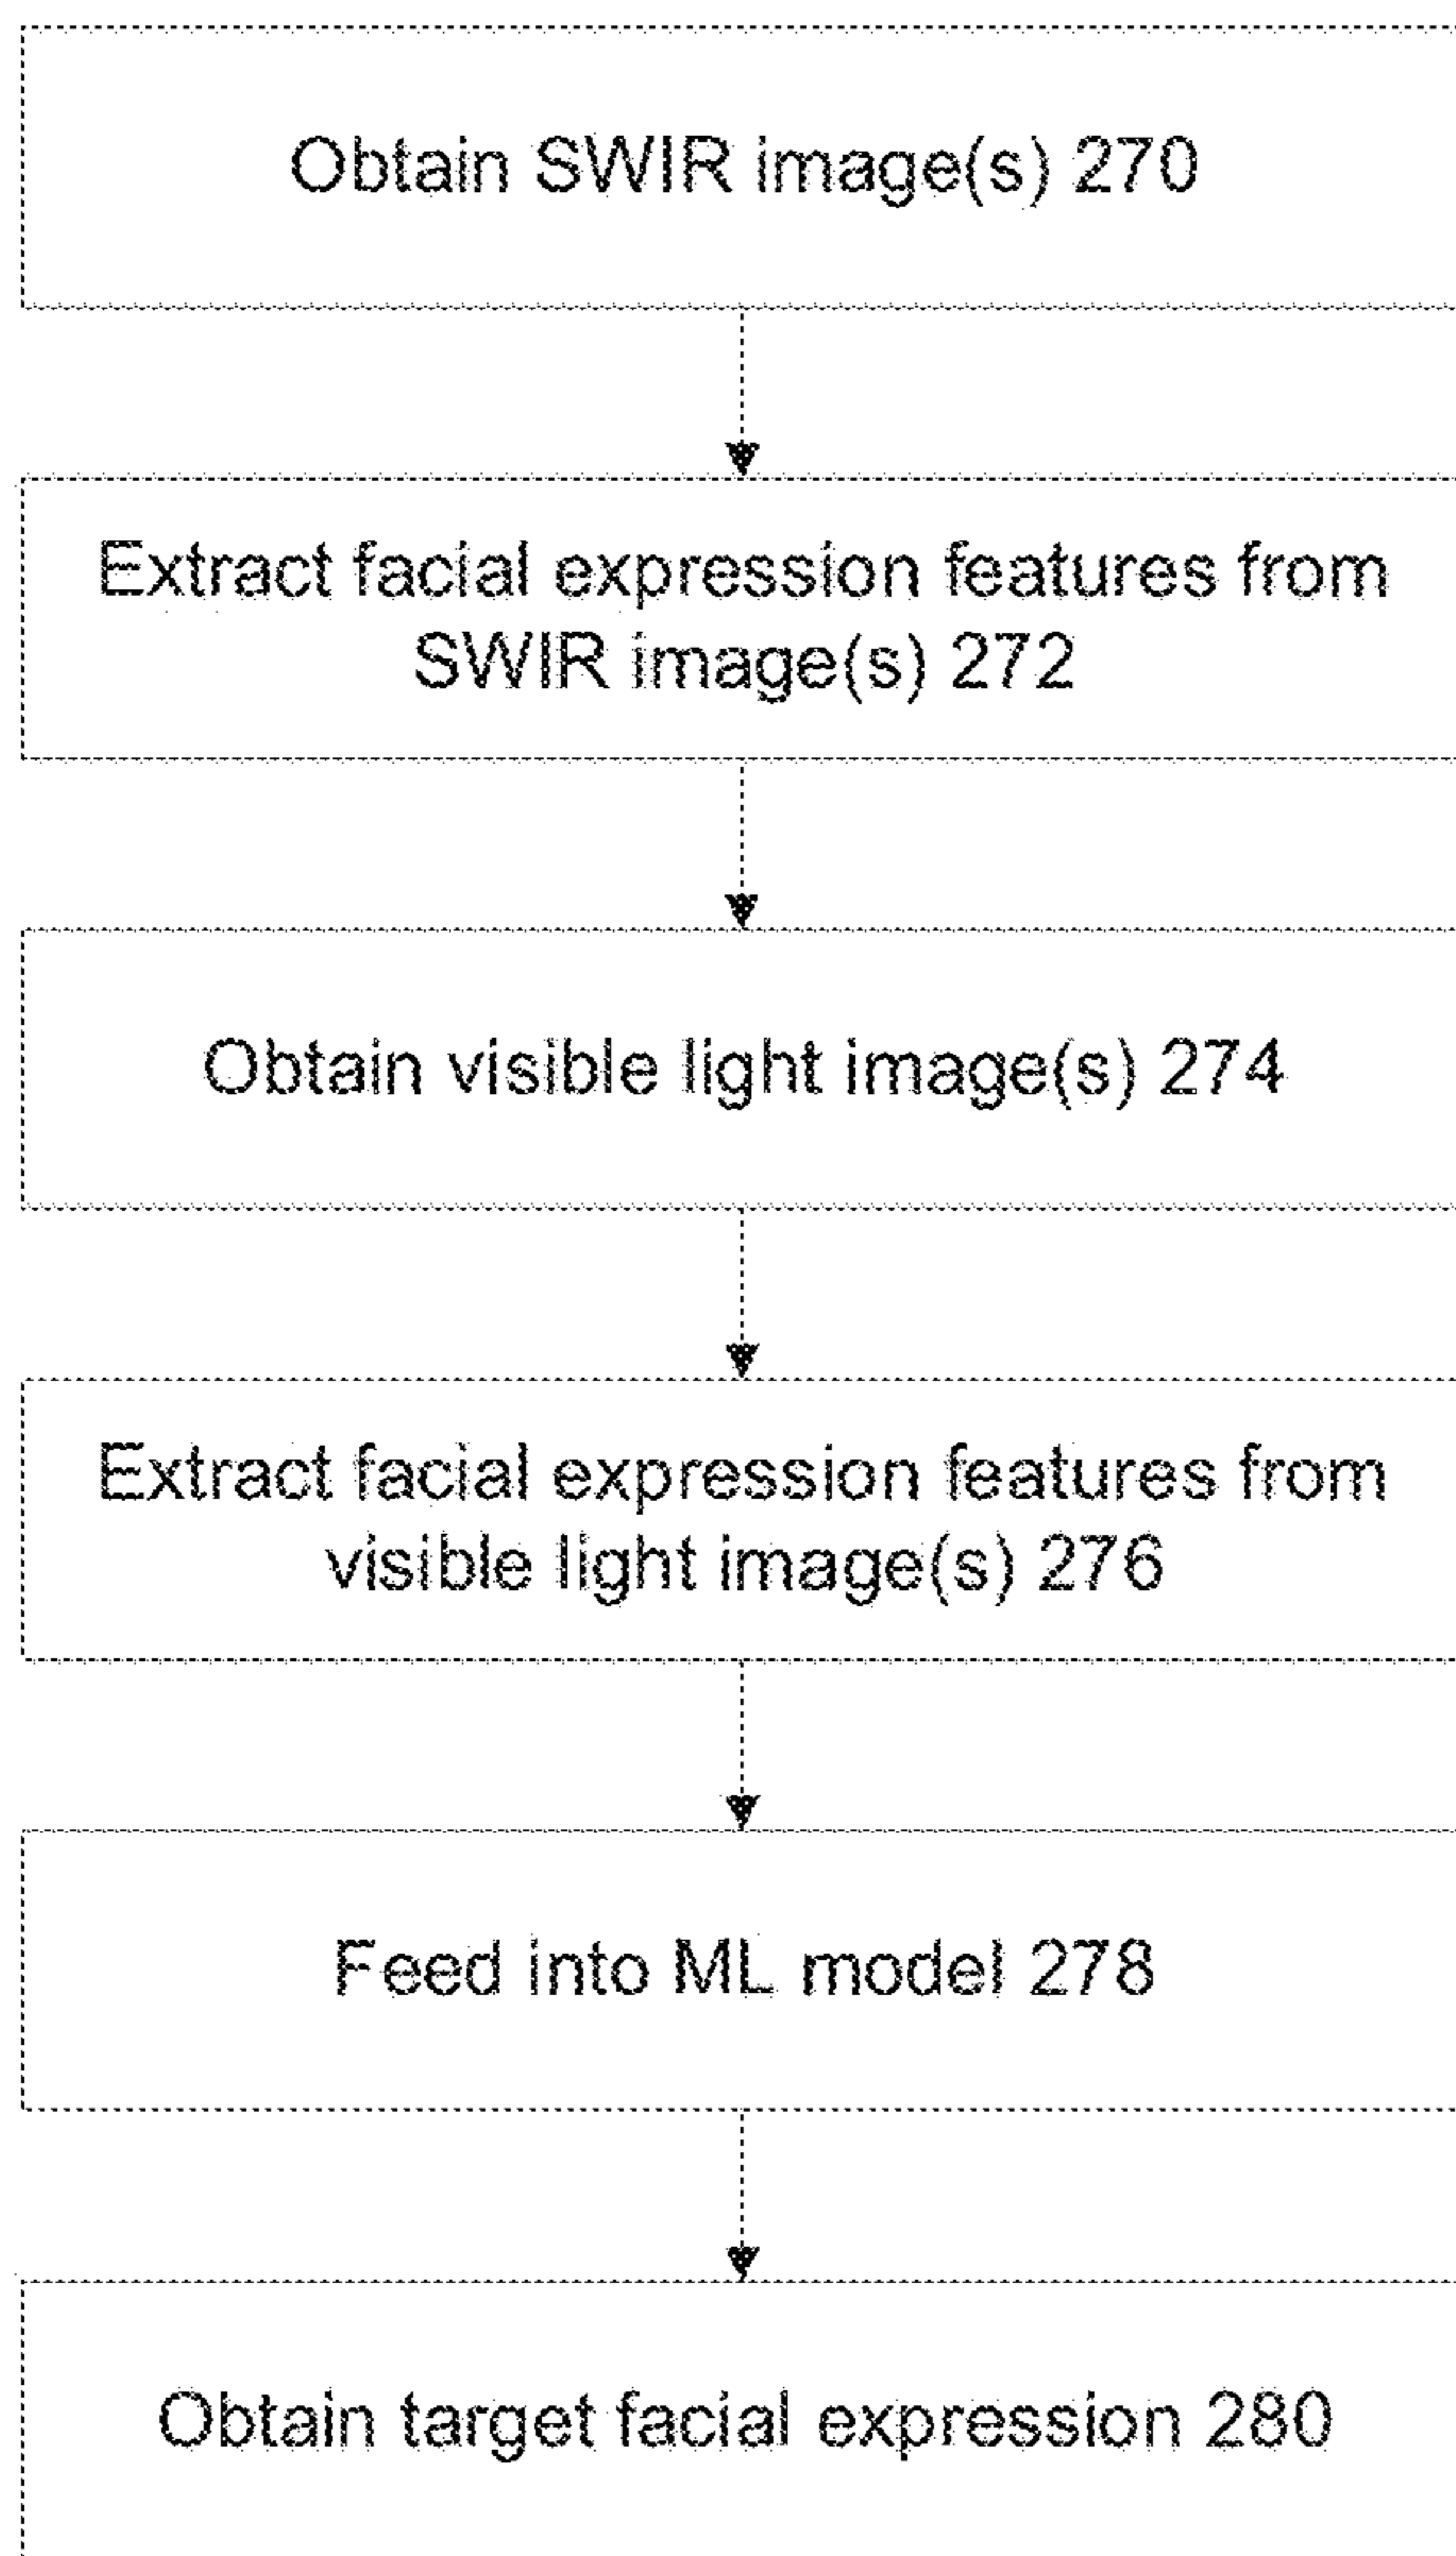 Obtain SWIR image(s) 270
Extract facial expression features from
SWIR image(s) 272
Obtain visible light image(s) 274
Extract facial expression features from
visible light image(s) 276
Feed into ML model 278
Obtain target facial expression 280